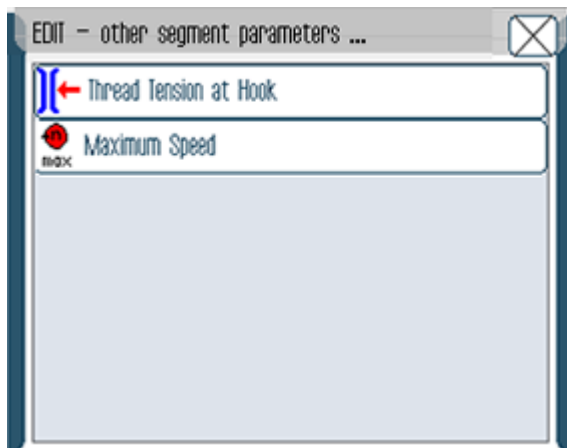 EDIT - other segment parameters ...
Thread Tension at Hook
n
Maximum Speed
max